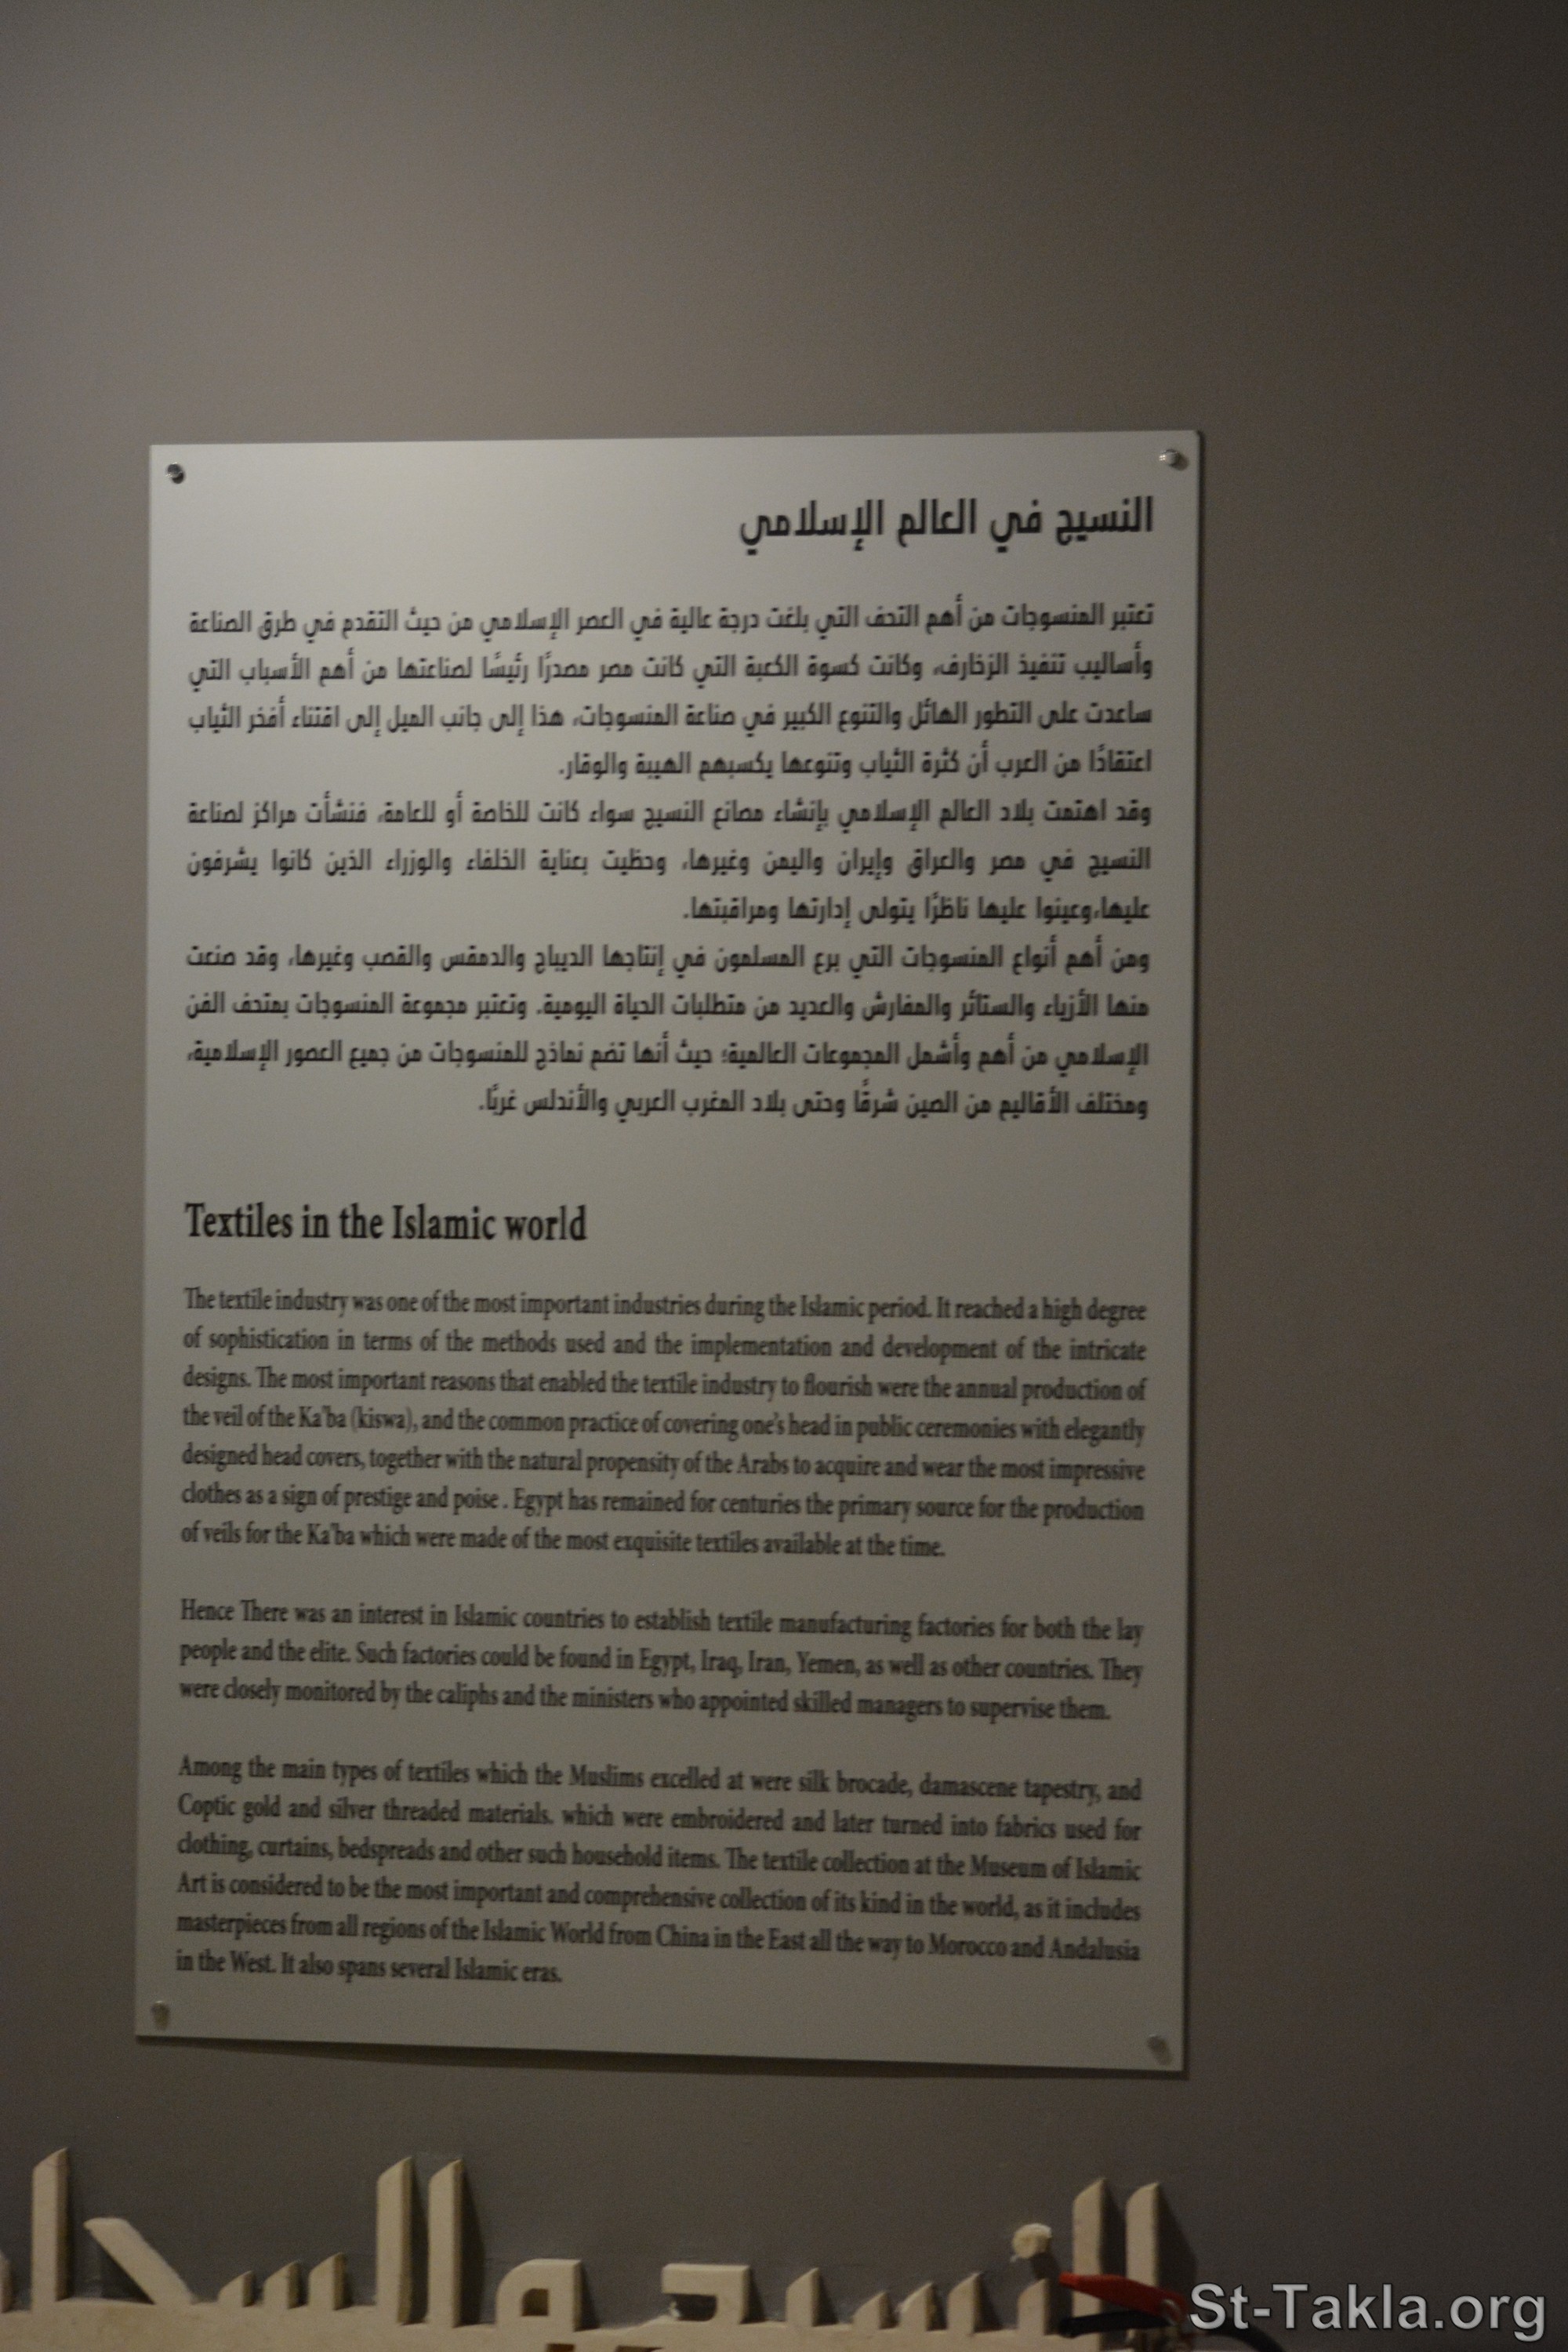 النسيج في العالم الإسلامي
تعتبر المنسوجات من أهم التحف التي بلغت درجة عالية في العصر الإسلامي من حيث التقدم في طرق الصناعة
وأساليب تنفيذ الزخارف، وكانت كسوة الكعبة التي كانت مصر مصدرًا رئيسًا لصناعتها من أهم الأسباب التي
ساعدت على التطور الهائل والتنوع الكبير في صناعة المنسوجات، هذا إلى جانب الميل إلى اقتناء أفخر الثياب
اعتقادًا من العرب أن كثرة الثياب وتنوعها يكسبهم الهيبة والوقار.
وقد اهتمت بلاد العالم الإسلامي بإنشاء مصانع النسيج سواء كانت للخاصة أو للعامة، فنشأت مراكز لصناعة
النسيج في مصر والعراق وإيران واليمن وغيرها، وحظيت بعناية الخلفاء والوزراء الذين كانوا يشرفون
عليها،وعينوا عليها ناظرًا يتولى إدارتها ومراقبتها.
ومن أهم أنواع المنسوجات التي برع المسلمون في إنتاجها الديباج والدمقس والقصب وغيرها، وقد صنعت
منها الأزياء والستائر والمفارش والعديد من متطلبات الحياة اليومية. وتعتبر مجموعة المنسوجات بمتحف الفن
الإسلامي من أهم وأشمل المجموعات العالمية؛ حيث أنها تضم نماذج للمنسوجات من جميع العصور الإسلامية،
ومختلف الأقاليم من الصين شرقًا وحتى بلاد المغرب العربي والأندلس غربًا.
Textiles in the Islamic world
The textile industry was one of the most important industries during the Islamic period. It reached a high degree
of sophistication in terms of the methods used and the implementation and development of the intricate
designs. The most important reasons that enabled the textile industry to flourish were the annual production of
the veil of the Ka'ba (kiswa), and the common practice of covering one's head in public ceremonies with elegantly
designed head covers, together with the natural propensity of the Arabs to acquire and wear the most impressive
clothes as a sign of prestige and poise . Egypt has remained for centuries the primary source for the production
of veils for the Ka'ba which were made of the most exquisite textiles available at the time.
Hence There was an interest in Islamic countries to establish textile manufacturing factories for both the lay
people and the elite. Such factories could be found in Egypt, Iraq, Iran, Yemen, as well as other countries. They
were closely monitored by the caliphs and the ministers who appointed skilled managers to supervise them.
Among the main types of textiles which the Muslims excelled at were silk brocade, damascene tapestry, and
Coptic gold and silver threaded materials. which were embroidered and later turned into fabrics used for
clothing, curtains, bedspreads and other such household items. The textile collection at the Museum of Islamic
Art is considered to be the most important and comprehensive collection of its kind in the world, as it includes
masterpieces from all regions of the Islamic World from China in the East all the way to Morocco and Andalusia
in the West. It also spans several Islamic eras.
النسيج
St-Takla.org